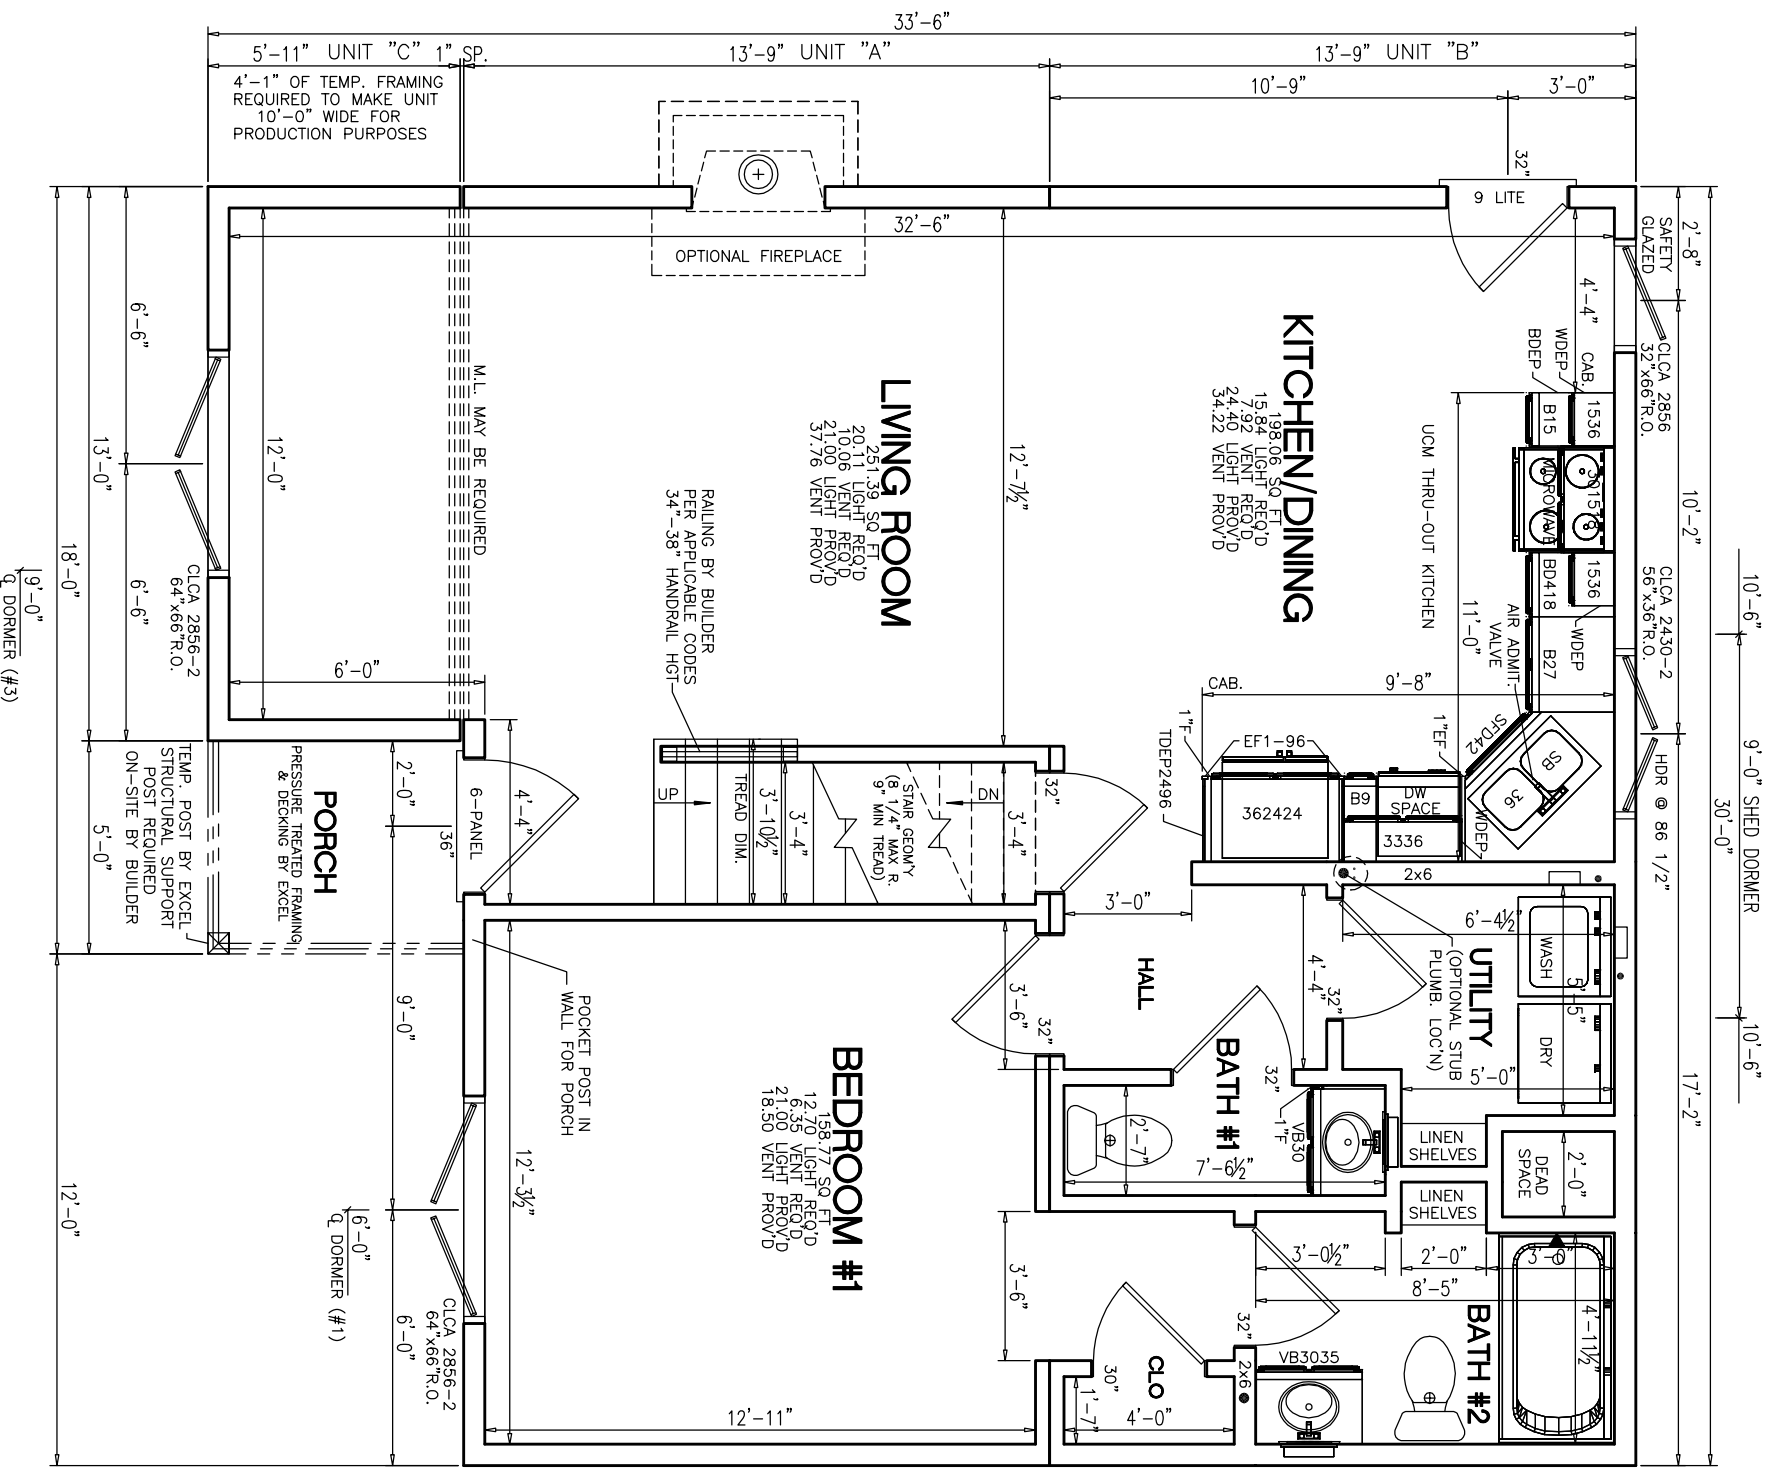 33'-6"
5'-11" UNIT "C"
1" SP.
13'-9" UNIT "A"
13'-9" UNIT "B"
4'-1" OF TEMP. FRAMING
REQUIRED TO MAKE UNIT
10'-0" WIDE FOR
PRODUCTION PURPOSES
10'-9"
3'-0"
32"
9 LITE
32'-6"
OPTIONAL FIREPLACE
SAFETY
GLAZED
2'-8"
4'-4"
CLCA 2856
32"x66"R.O.
10'-2"
CLCA 2430-2
56"x36"R.O.
HDR @ 86 1/2"
10'-6"
9'-0" SHED DORMER
10'-6"
30'-0"
17'-2"
KITCHEN/DINING
198.06 SQ FT
15.84 LIGHT REQ'D
7.92 VENT REQ'D
24.40 LIGHT PROV'D
34.22 VENT PROV'D
CAB.
WDEP
BDEP
1536
B15
MICROWAVE
301518
1536
BD418
WDEP
B27
UCM THRU-OUT KITCHEN
11'-0"
AIR ADMIT.
VALVE
9'-8"
CAB.
SFD42
SB
36
1"EF
1"F
EF1-96
TDEP2496
362424
B9
DW
SPACE
3336
WDEP
2x6
LIVING ROOM
251.39 SQ FT
20.11 LIGHT REQ'D
10.06 VENT REQ'D
21.00 LIGHT PROV'D
37.76 VENT PROV'D
12'-7½"
M.L. MAY BE REQUIRED
12'-0"
6'-0"
6'-6"
6'-6"
13'-0"
18'-0"
5'-0"
12'-0"
9'-0"
℄ DORMER (#3)
CLCA 2856-2
64"x66"R.O.
RAILING BY BUILDER
PER APPLICABLE CODES
34"-38" HANDRAIL HGT
UP
TREAD DIM.
3'-10½"
3'-4"
STAIR GEOM'Y
(8 1/4" MAX R.
9" MIN TREAD)
DN
3'-4"
32"
4'-4"
6-PANEL
36"
PORCH
PRESSURE TREATED FRAMING
& DECKING BY EXCEL
TEMP. POST BY EXCEL
STRUCTURAL SUPPORT
POST REQUIRED
ON-SITE BY BUILDER
2'-0"
9'-0"
POCKET POST IN
WALL FOR PORCH
6'-0"
℄ DORMER (#1)
6'-0"
CLCA 2856-2
64"x66"R.O.
BEDROOM #1
158.77 SQ FT
12.70 LIGHT REQ'D
6.35 VENT REQ'D
21.00 LIGHT PROV'D
18.50 VENT PROV'D
12'-3½"
12'-11"
3'-6"
32"
3'-6"
HALL
3'-0"
4'-4"
32"
6'-4½"
UTILITY
(OPTIONAL STUB
PLUMB. LOC'N)
WASH
5'-5"
DRY
5'-0"
BATH #1
32"
1"F
VB30
2'-7"
7'-6½"
LINEN
SHELVES
LINEN
SHELVES
DEAD
SPACE
2'-0"
3'-0½"
2'-0"
3'-0"
8'-5"
4'-11½"
BATH #2
32"
2x6
VB3035
CLO
30"
1'-7"
4'-0"